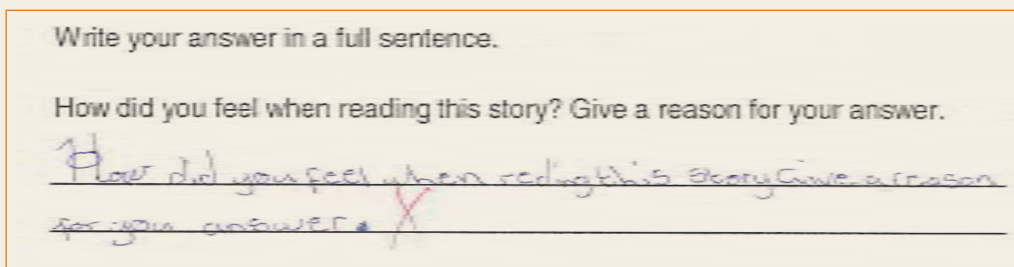 Write your answer in a full sentence.
How did you feel when reading this story? Give a reason for your answer.
How did you feel when reding this story Give a reason
for your answer.